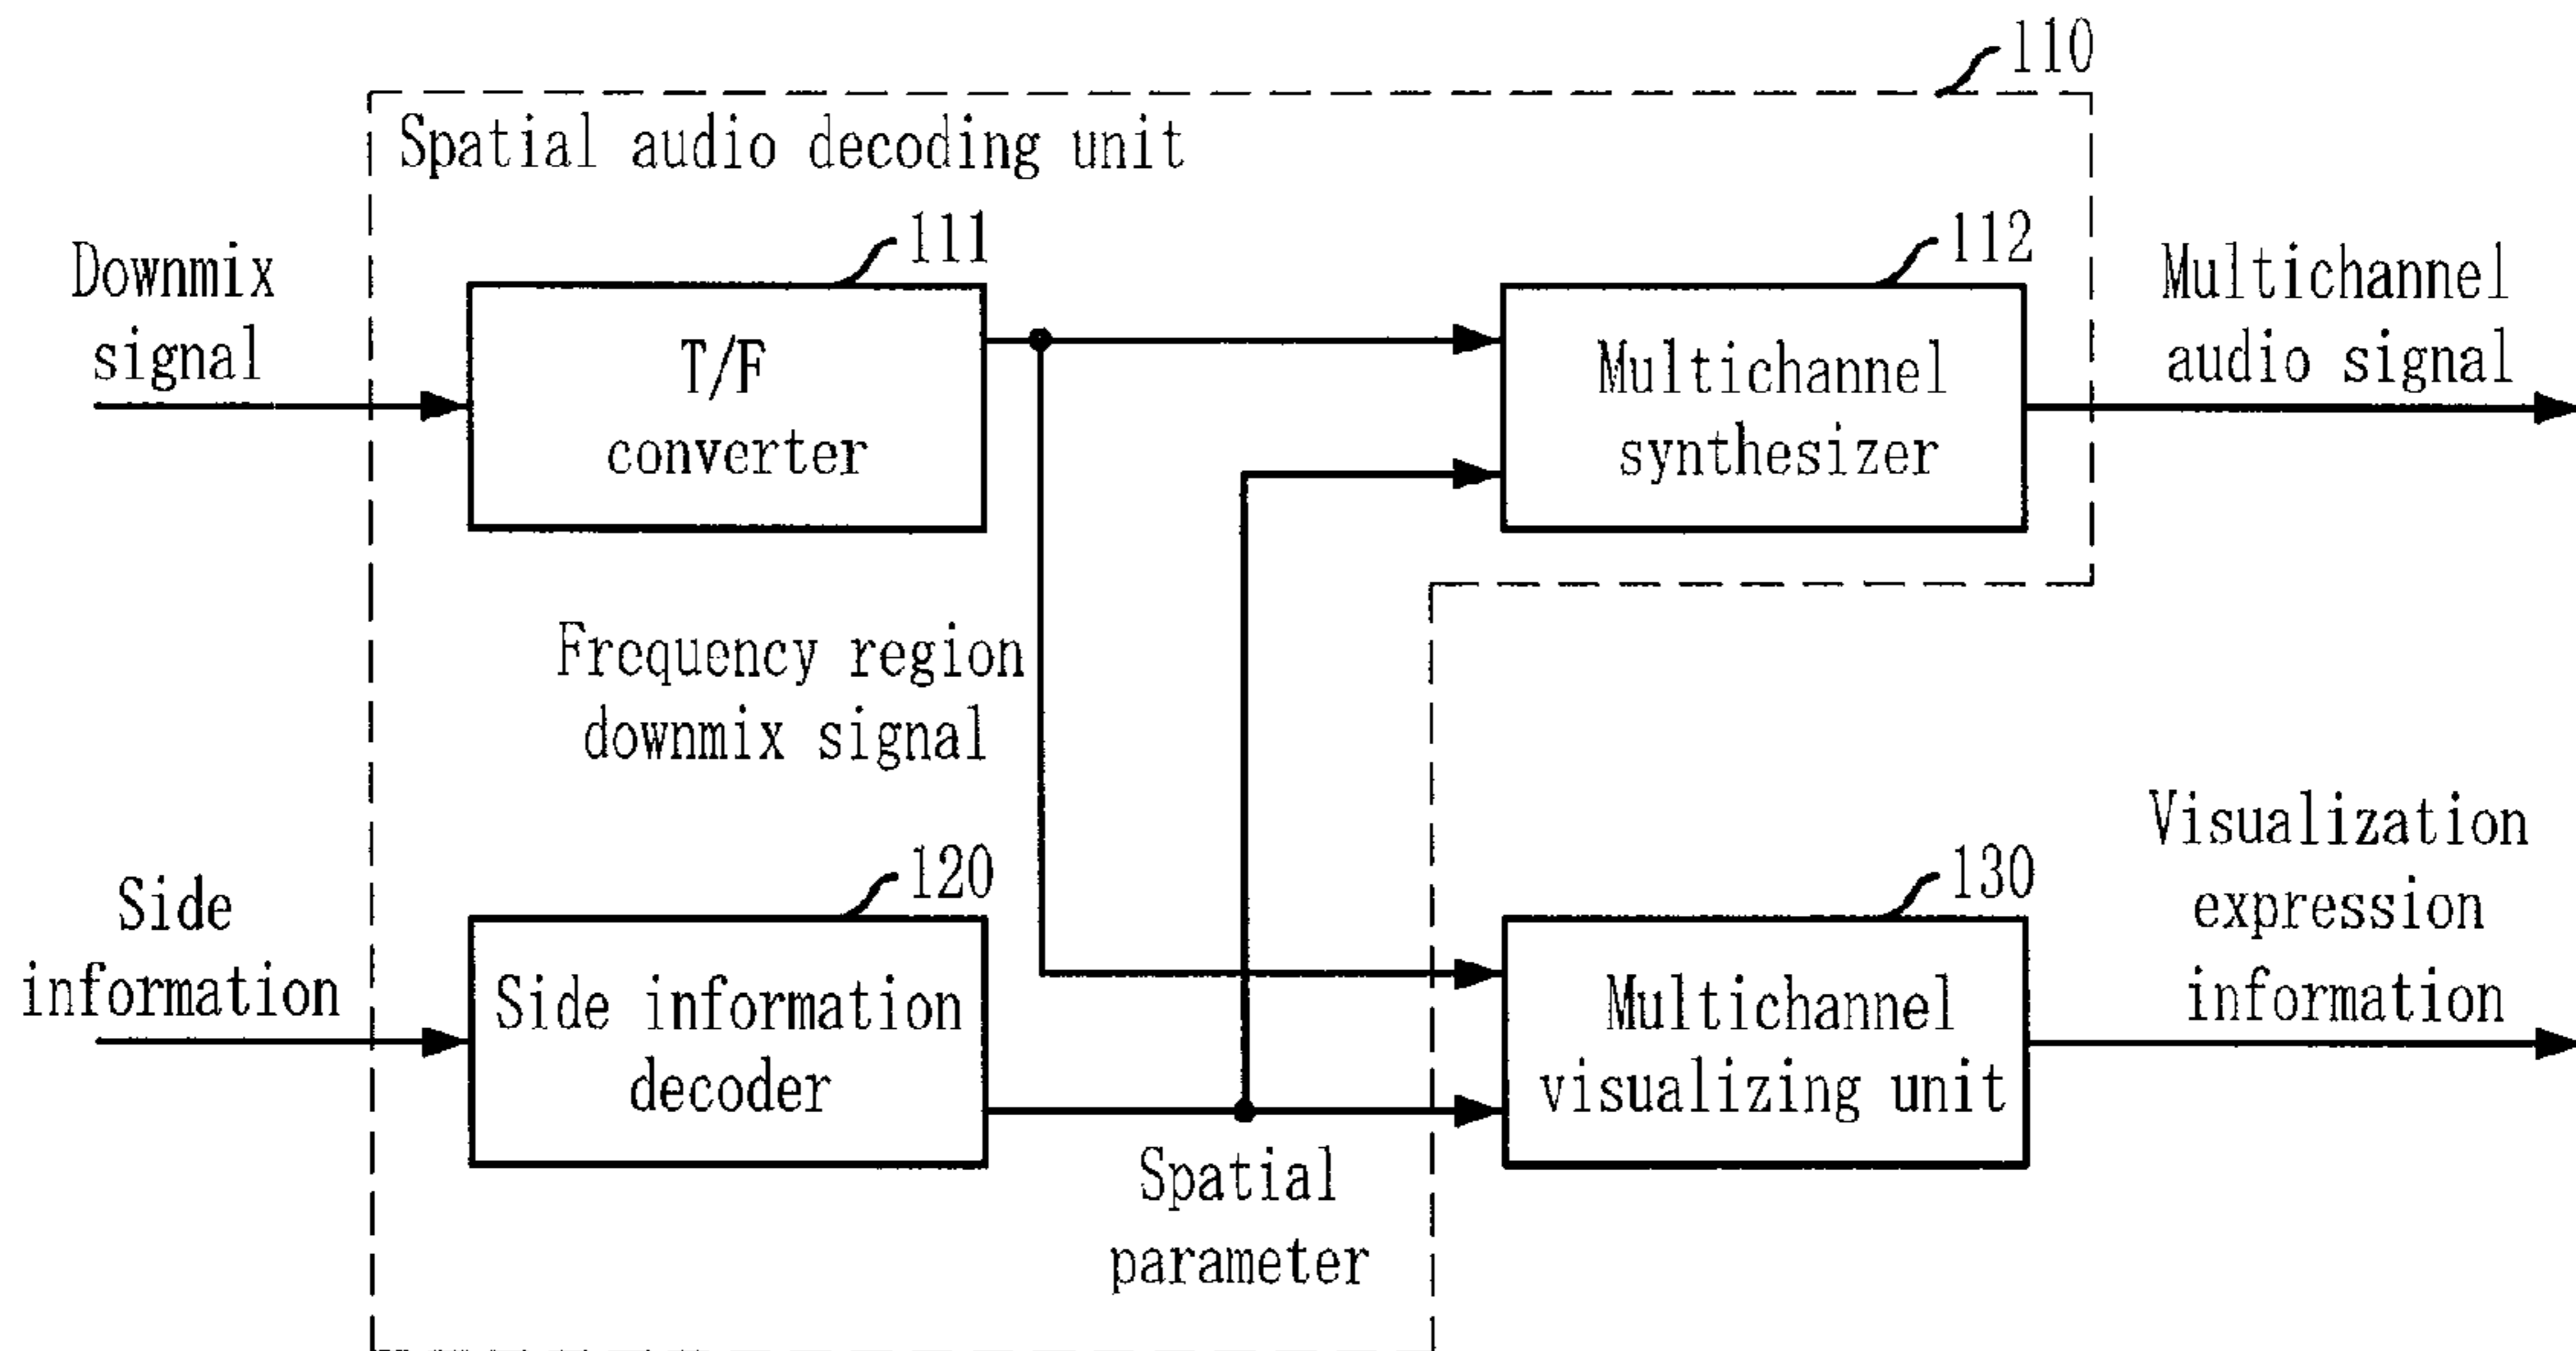 110
Spatial audio decoding unit
111
112
Downmix
signal
T/F
converter
Multichannel
synthesizer
Multichannel
audio signal
Frequency region
downmix signal
120
130
Side
information
Side information
decoder
Multichannel
visualizing unit
Visualization
expression
information
Spatial
parameter